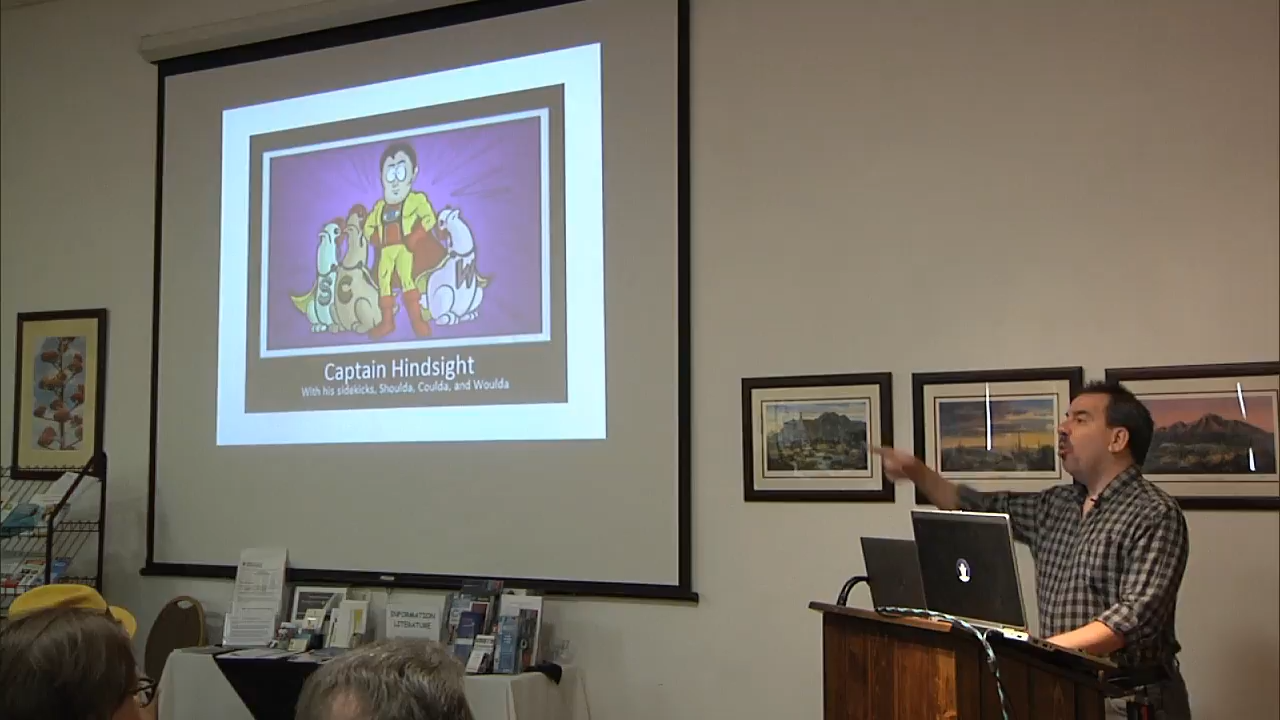 S
C
W
Captain Hindsight
With his sidekicks, Shoulda, Coulda, and Woulda
INFORMATION
LITERATURE